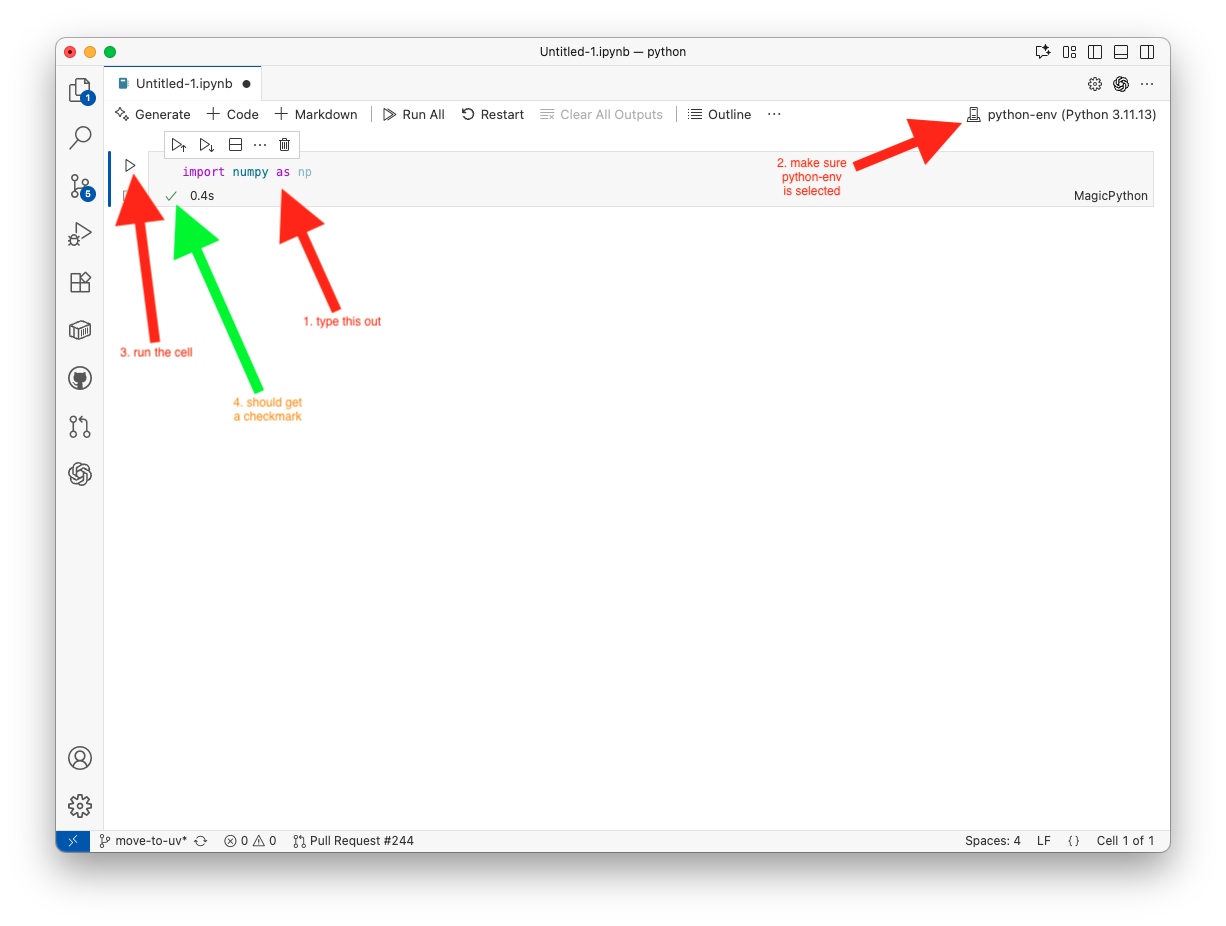 Untitled-1.ipynb — python
1
Untitled-1.ipynb
Generate
Code
Markdown
Run All
Restart
Clear All Outputs
Outline
python-env (Python 3.11.13)
import numpy as np
0.4s
MagicPython
2. make sure
python-env
is selected
5
1. type this out
3. run the cell
4. should get
a checkmark
move-to-uv*
0
0
Pull Request #244
Spaces: 4
LF
{}
Cell 1 of 1